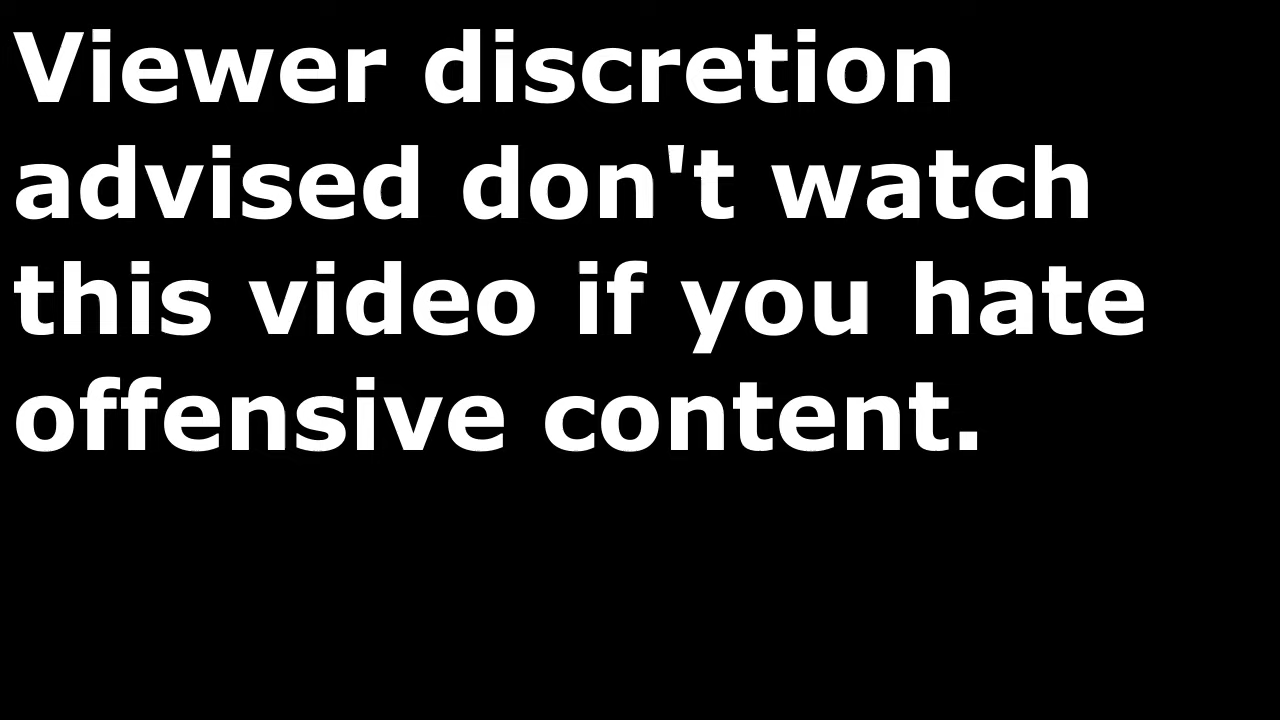 Viewer discretion
advised don't watch
this video if you hate
offensive content.